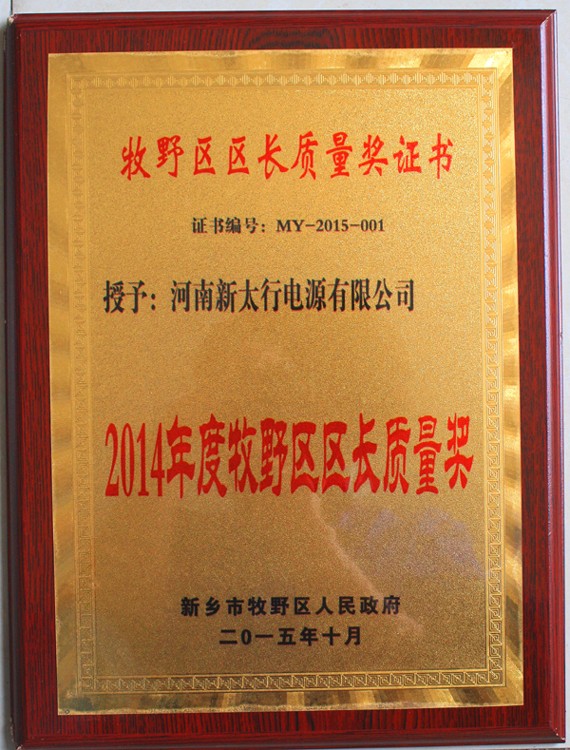 牧野区区长质量奖证书
证书编号：MY-2015-001
授予：河南新太行电源有限公司
2014年度牧野区区长质量奖
新乡市牧野区人民政府
二0一五年十月